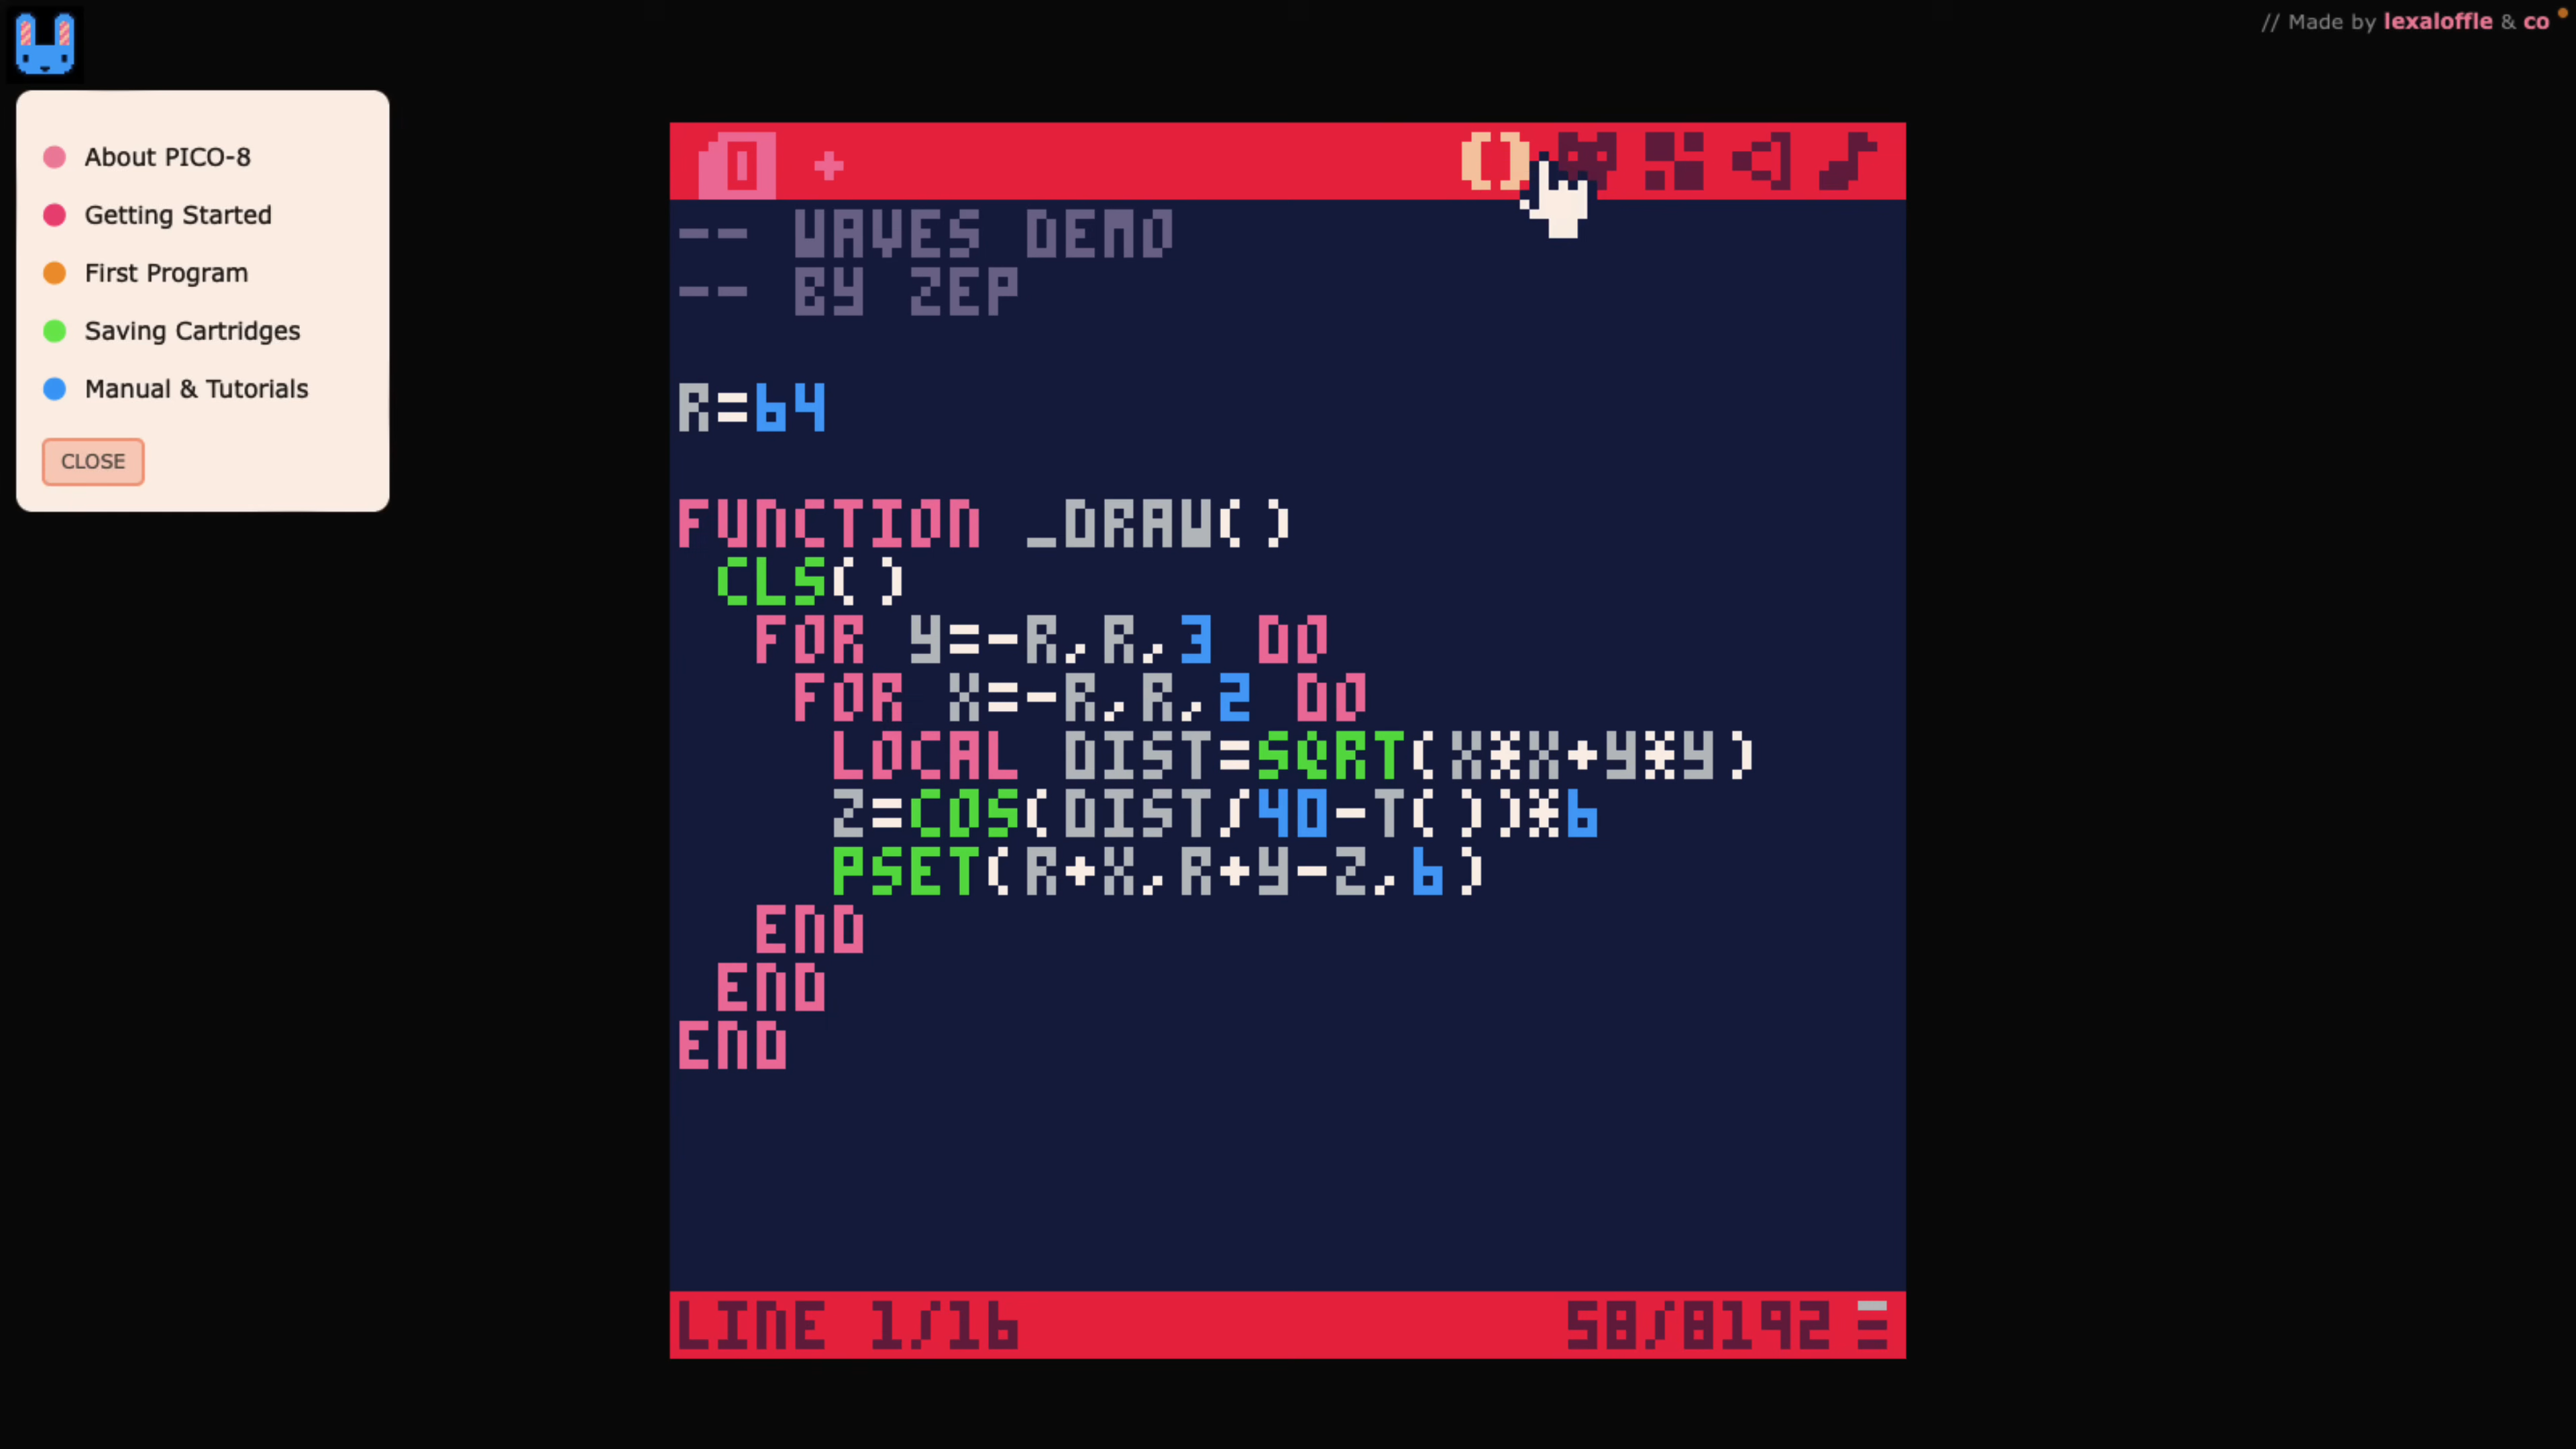 // Made by lexaloffle & co
About PICO-8
Getting Started
First Program
Saving Cartridges
Manual & Tutorials
CLOSE
0 +
-- WAVES DEMO
-- BY ZEP
R=64
FUNCTION _DRAW()
CLS()
FOR Y=-R,R,3 DO
FOR X=-R,R,2 DO
LOCAL DIST=SQRT(X*X+Y*Y)
Z=COS(DIST/40-T())*6
PSET(R+X,R+Y-Z,6)
END
END
END
LINE 1/16
58/8192